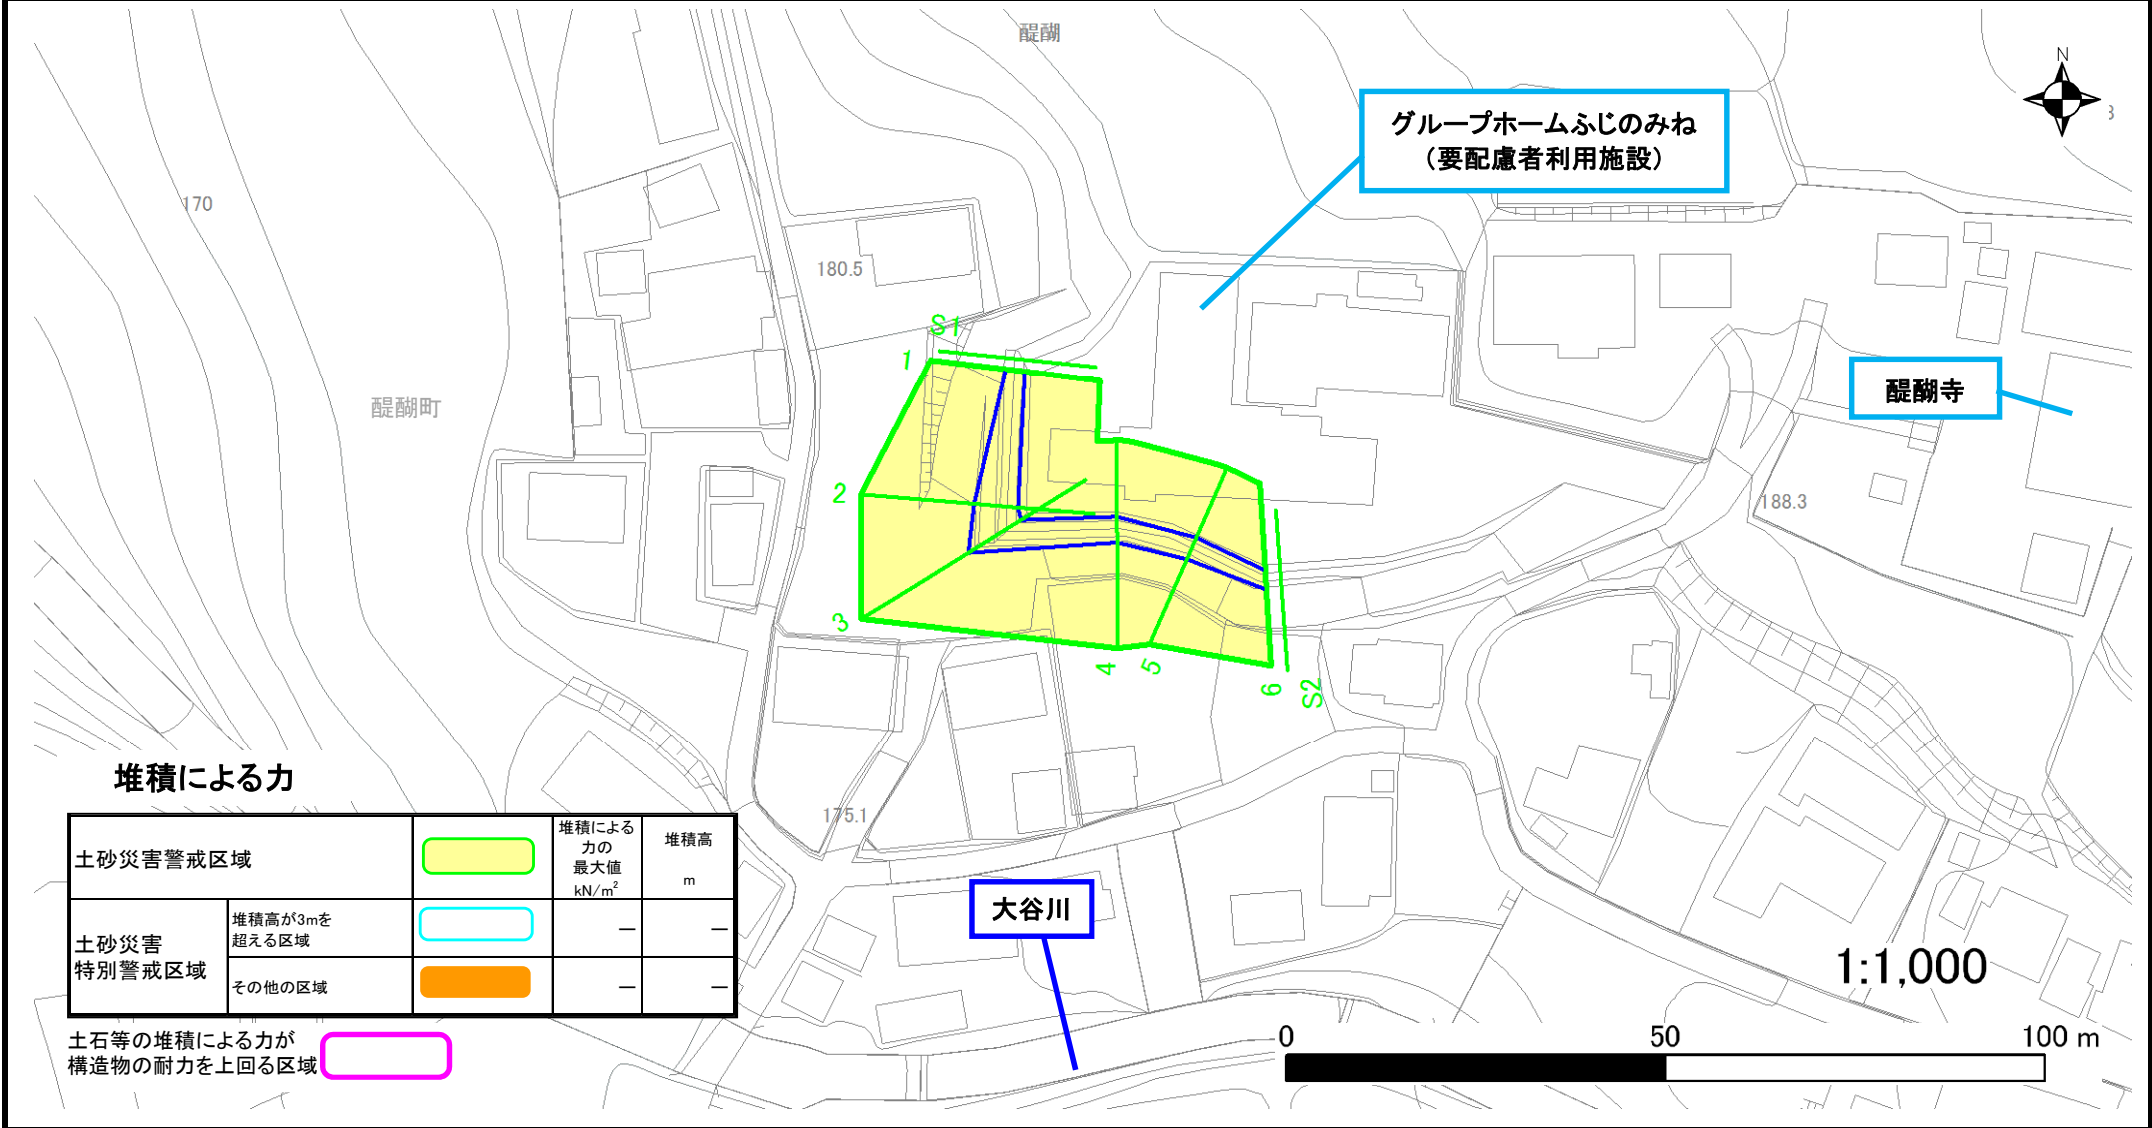 醍醐
N
3
グループホームふじのみね
（要配慮者利用施設）
170
180.5
S1
1
醍醐町
醍醐寺
2
188.3
3
4
5
6
S2
175.1
堆積による力
土砂災害警戒区域
堆積による
力の
最大値
kN/m²
堆積高
m
土砂災害
特別警戒区域
堆積高が3mを
超える区域
―
―
その他の区域
―
―
土石等の堆積による力が
構造物の耐力を上回る区域
大谷川
1:1,000
0
50
100 m